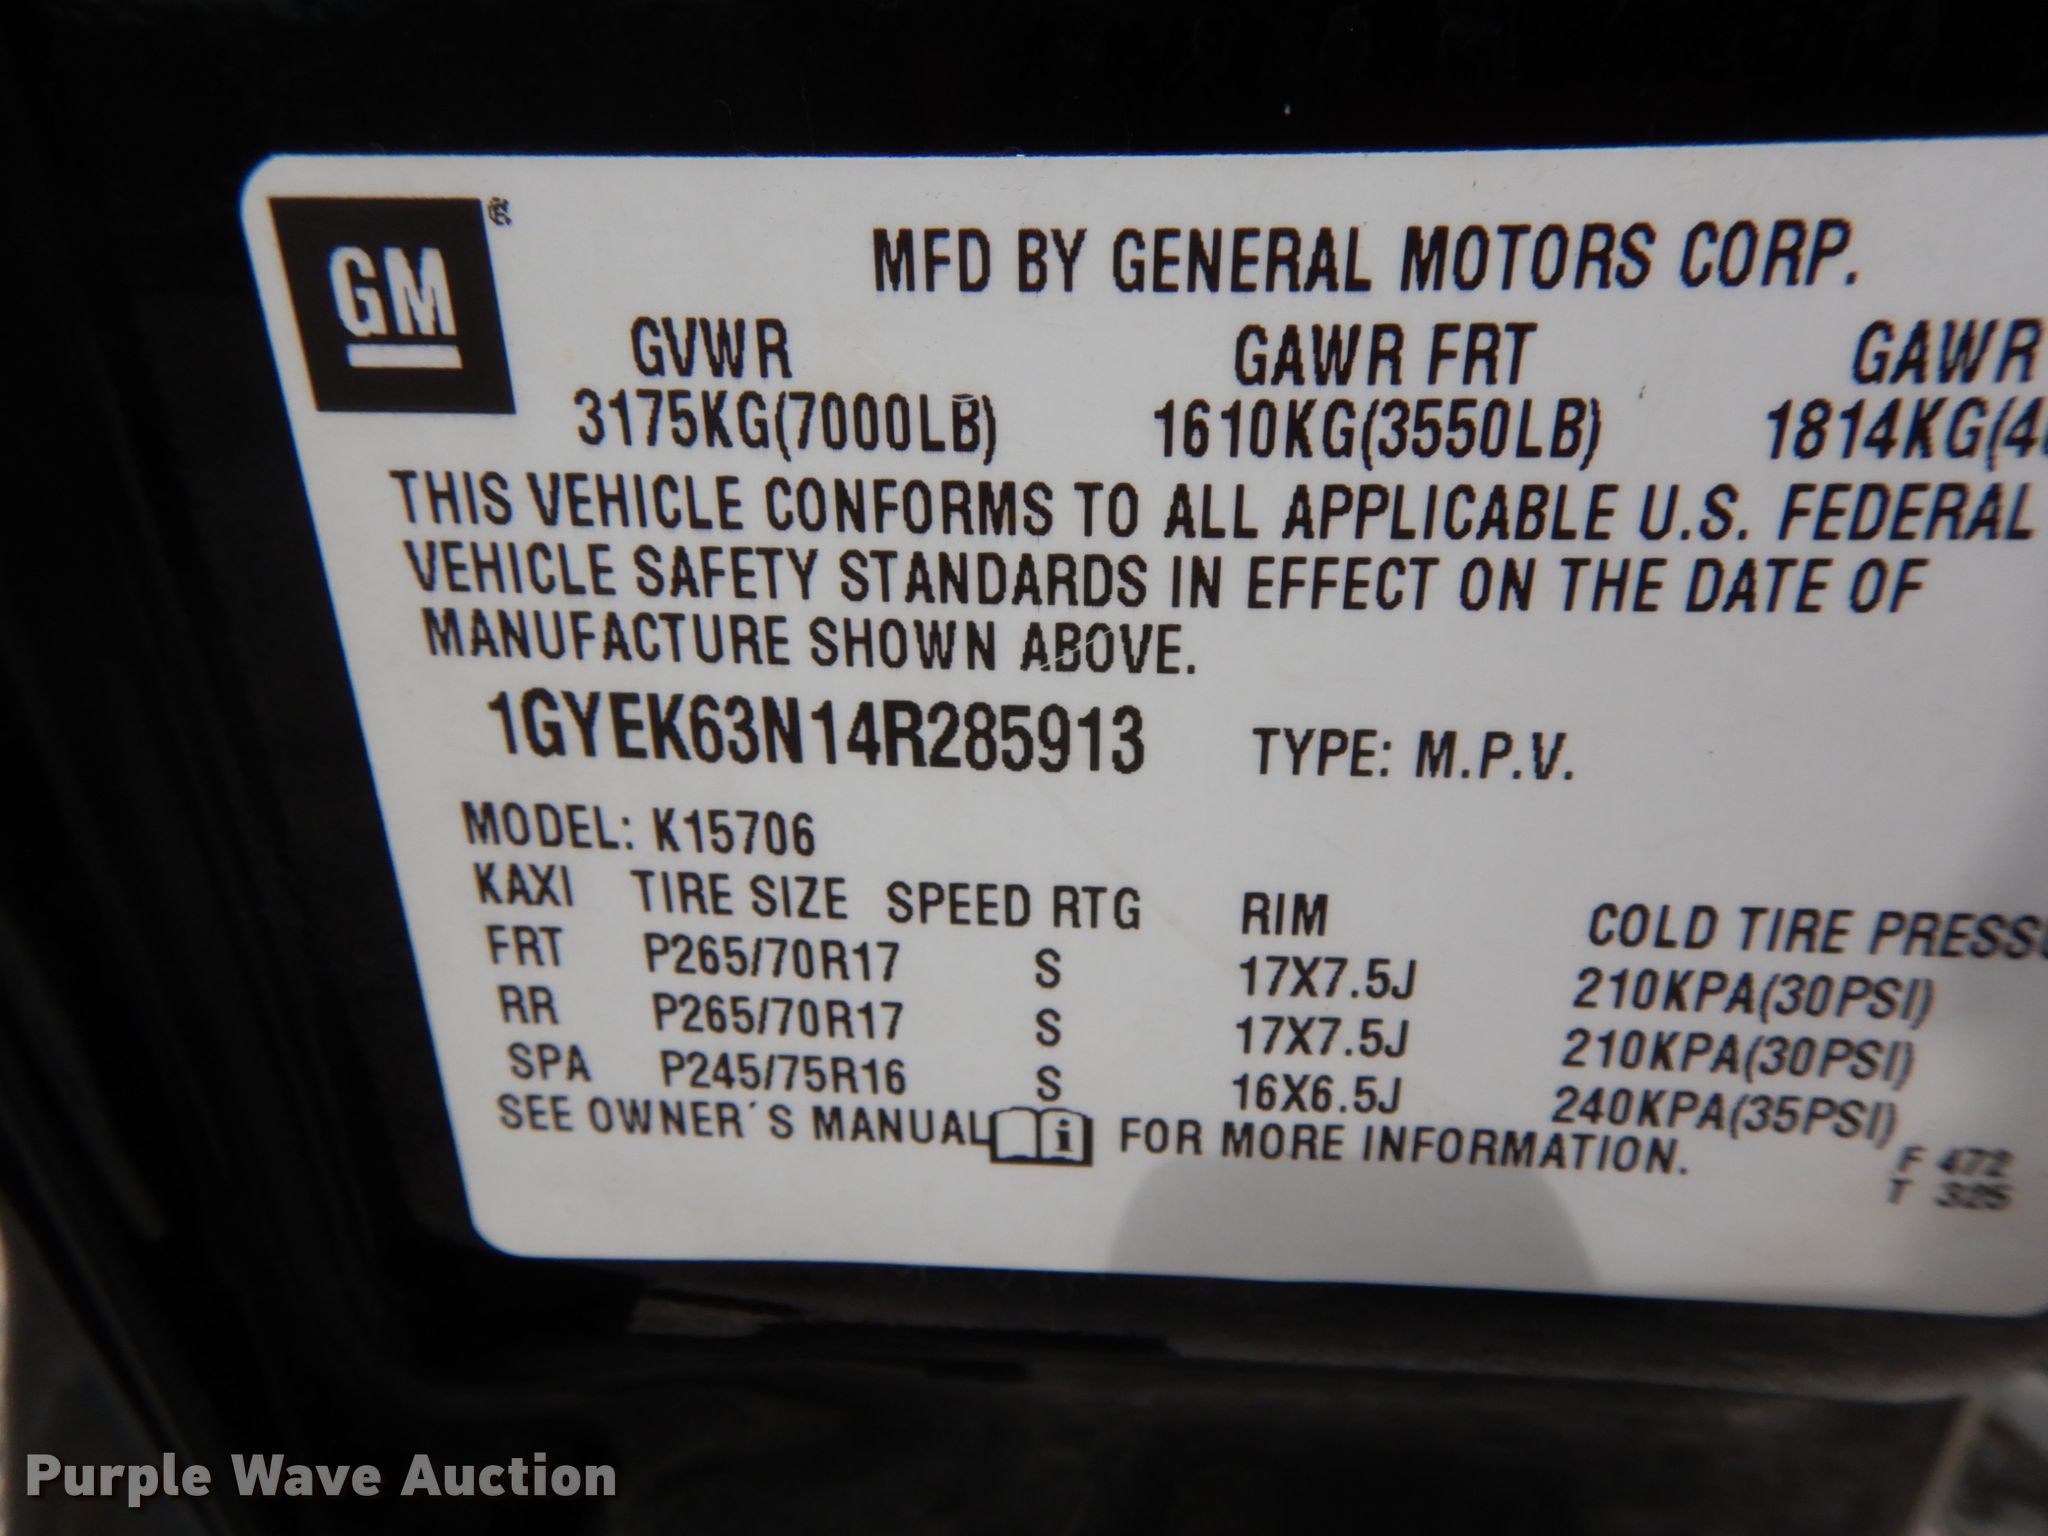 GM
MFD BY GENERAL MOTORS CORP.
GVWR GAWR FRT GAWR
3175KG(7000LB) 1610KG(3550LB) 1814KG(4
THIS VEHICLE CONFORMS TO ALL APPLICABLE U.S. FEDERAL
VEHICLE SAFETY STANDARDS IN EFFECT ON THE DATE OF
MANUFACTURE SHOWN ABOVE.
1GYEK63N14R285913 TYPE: M.P.V.
MODEL: K15706
KAXI TIRE SIZE SPEED RTG RIM COLD TIRE PRESSU
FRT P265/70R17 S 17X7.5J 210KPA(30PSI)
RR P265/70R17 S 17X7.5J 210KPA(30PSI)
SPA P245/75R16 S 16X6.5J 240KPA(35PSI)
SEE OWNER´S MANUAL i FOR MORE INFORMATION.
F 472
T 325
Purple Wave Auction